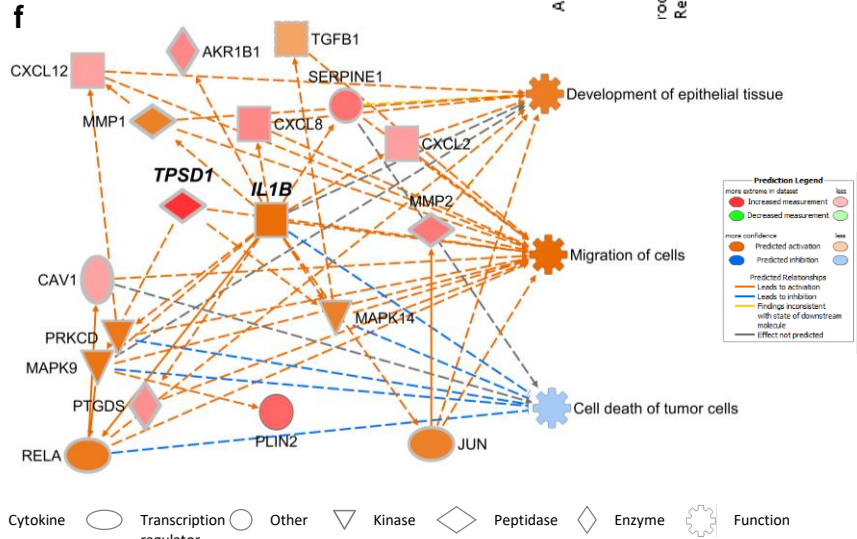 f
A
roc
Re
CXCL12
AKR1B1
TGFB1
SERPINE1
Development of epithelial tissue
MMP1
CXCL8
CXCL2
TPSD1
IL1B
MMP2
Migration of cells
CAV1
MAPK14
PRKCD
MAPK9
PTGDS
PLIN2
Cell death of tumor cells
RELA
JUN
Prediction Legend
more extreme in dataset less
Increased measurement
Decreased measurement
more confidence less
Predicted activation
Predicted inhibition
Predicted Relationships
Leads to activation
Leads to inhibition
Findings inconsistent
with state of downstream
molecule
Effect not predicted
Cytokine Transcription Other Kinase Peptidase Enzyme Function
regulator